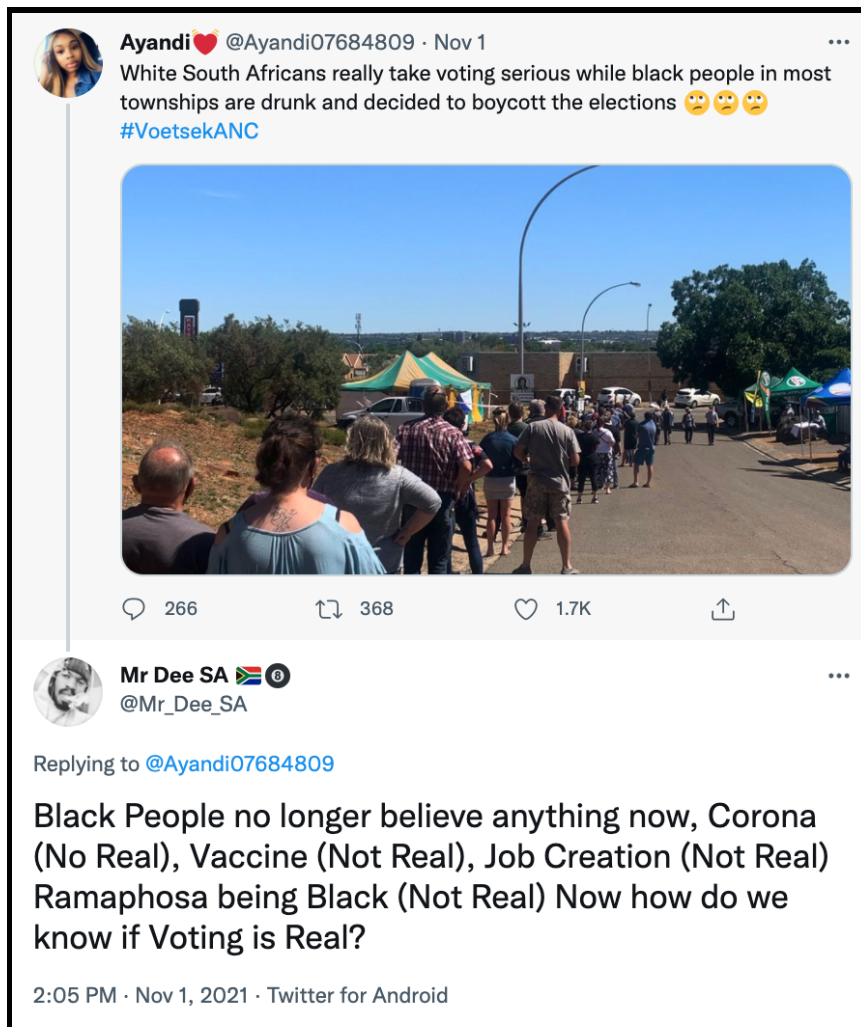 Ayandi❤️ @Ayandi07684809 · Nov 1
White South Africans really take voting serious while black people in most
townships are drunk and decided to boycott the elections 🙄🙄🙄
#VoetsekANC
266 368 1.7K
Mr Dee SA 🇿🇦🎱
@Mr_Dee_SA
Replying to @Ayandi07684809
Black People no longer believe anything now, Corona
(No Real), Vaccine (Not Real), Job Creation (Not Real)
Ramaphosa being Black (Not Real) Now how do we
know if Voting is Real?
2:05 PM · Nov 1, 2021 · Twitter for Android